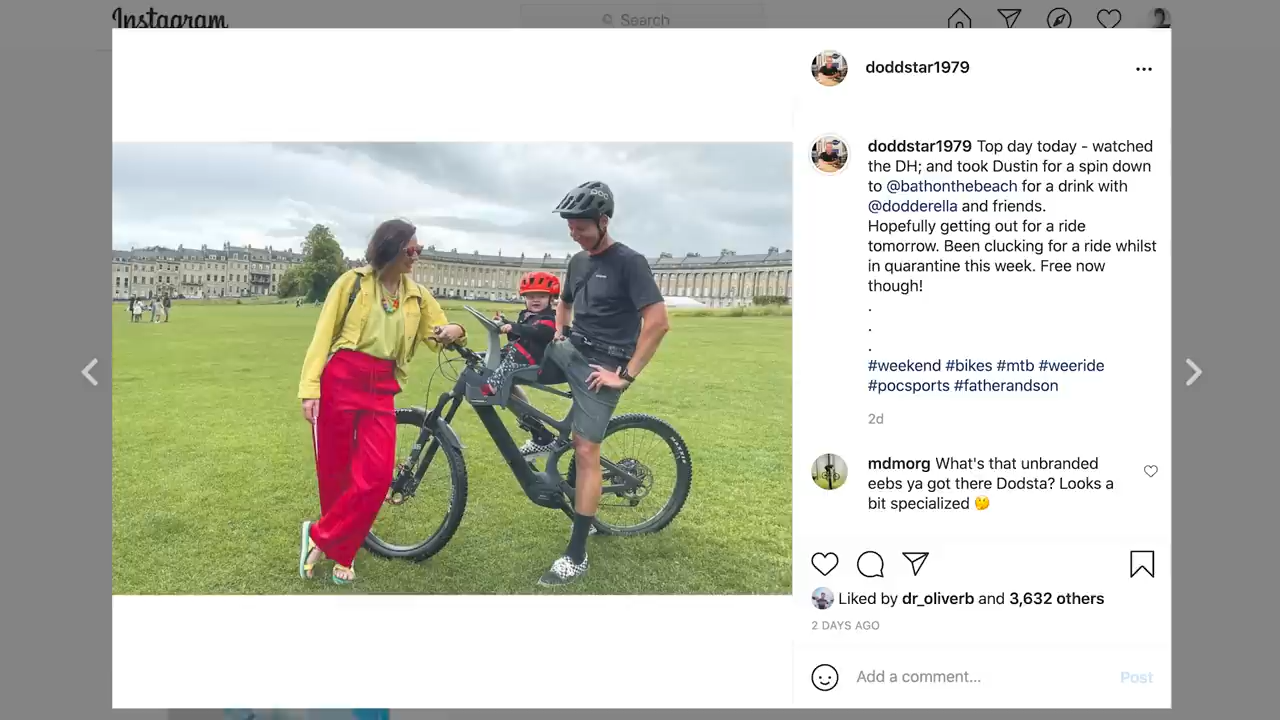 Instagram
Search
doddstar1979
doddstar1979 Top day today - watched
the DH; and took Dustin for a spin down
to @bathonthebeach for a drink with
@dodderella and friends.
Hopefully getting out for a ride
tomorrow. Been clucking for a ride whilst
in quarantine this week. Free now
though!
.
.
.
#weekend #bikes #mtb #weeride
#pocsports #fatherandson
2d
mdmorg What's that unbranded
eebs ya got there Dodsta? Looks a
bit specialized 🤔
Liked by dr_oliverb and 3,632 others
2 DAYS AGO
Add a comment...
Post
POC